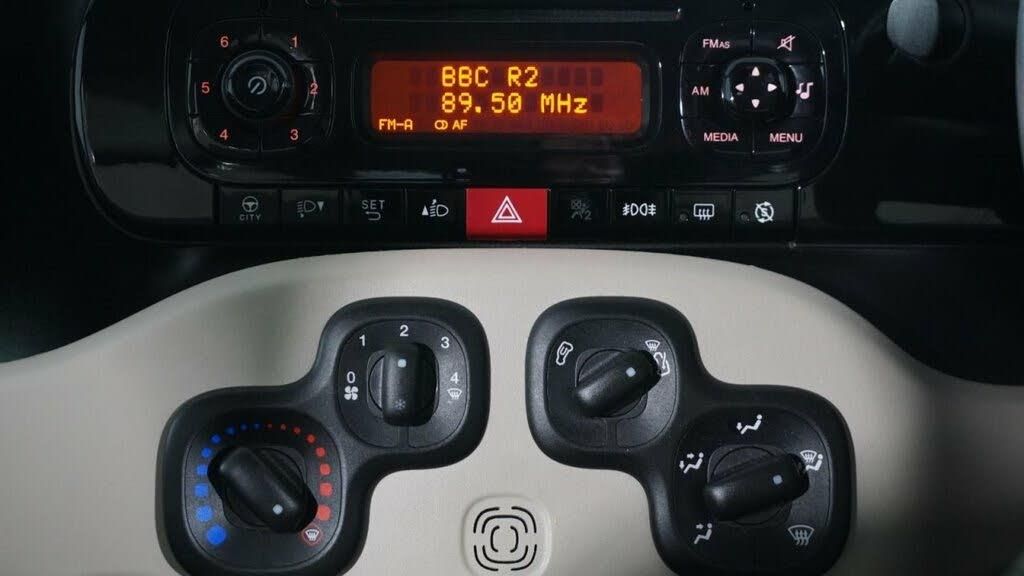 6 1
5 2
4 3
BBC R2
89.50 MHz
FM-A AF
FMAS
AM
MEDIA MENU
CITY
SET
2
0 1 2 3 4